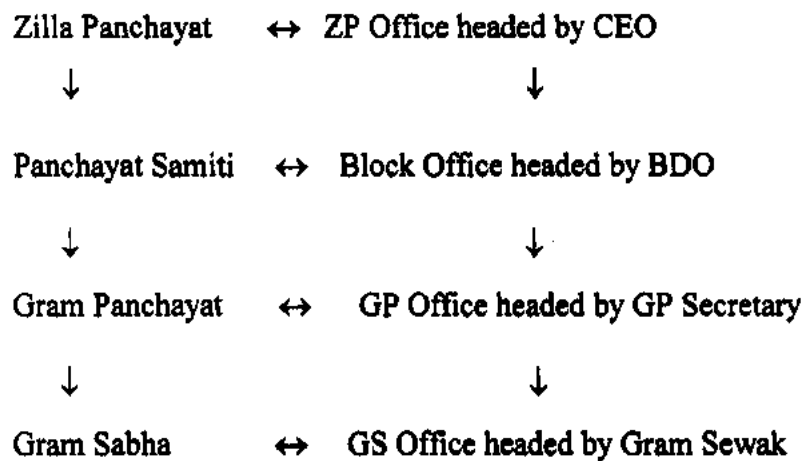 Zilla Panchayat ↔ ZP Office headed by CEO
↓ ↓
Panchayat Samiti ↔ Block Office headed by BDO
↓ ↓
Gram Panchayat ↔ GP Office headed by GP Secretary
↓ ↓
Gram Sabha ↔ GS Office headed by Gram Sewak